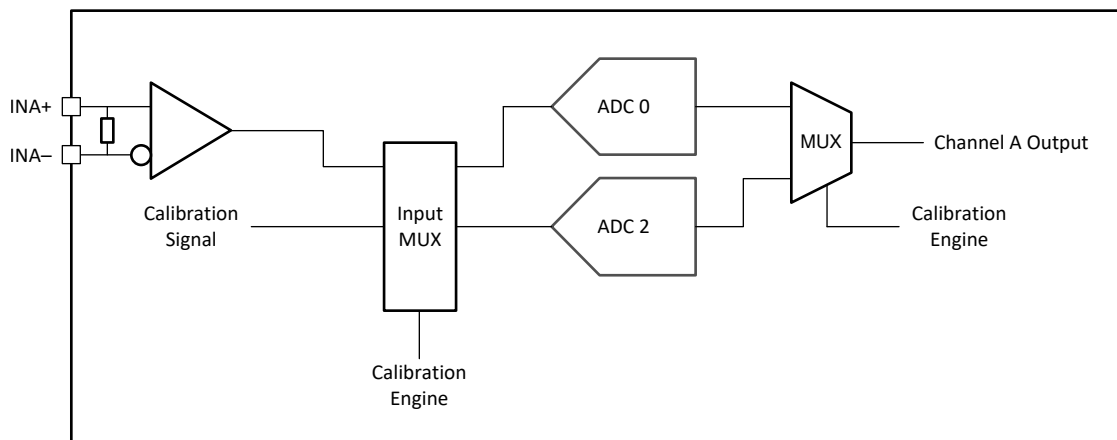 INA+
INA–
ADC 0
MUX
Channel A Output
Calibration
Signal
Input
MUX
ADC 2
Calibration
Engine
Calibration
Engine